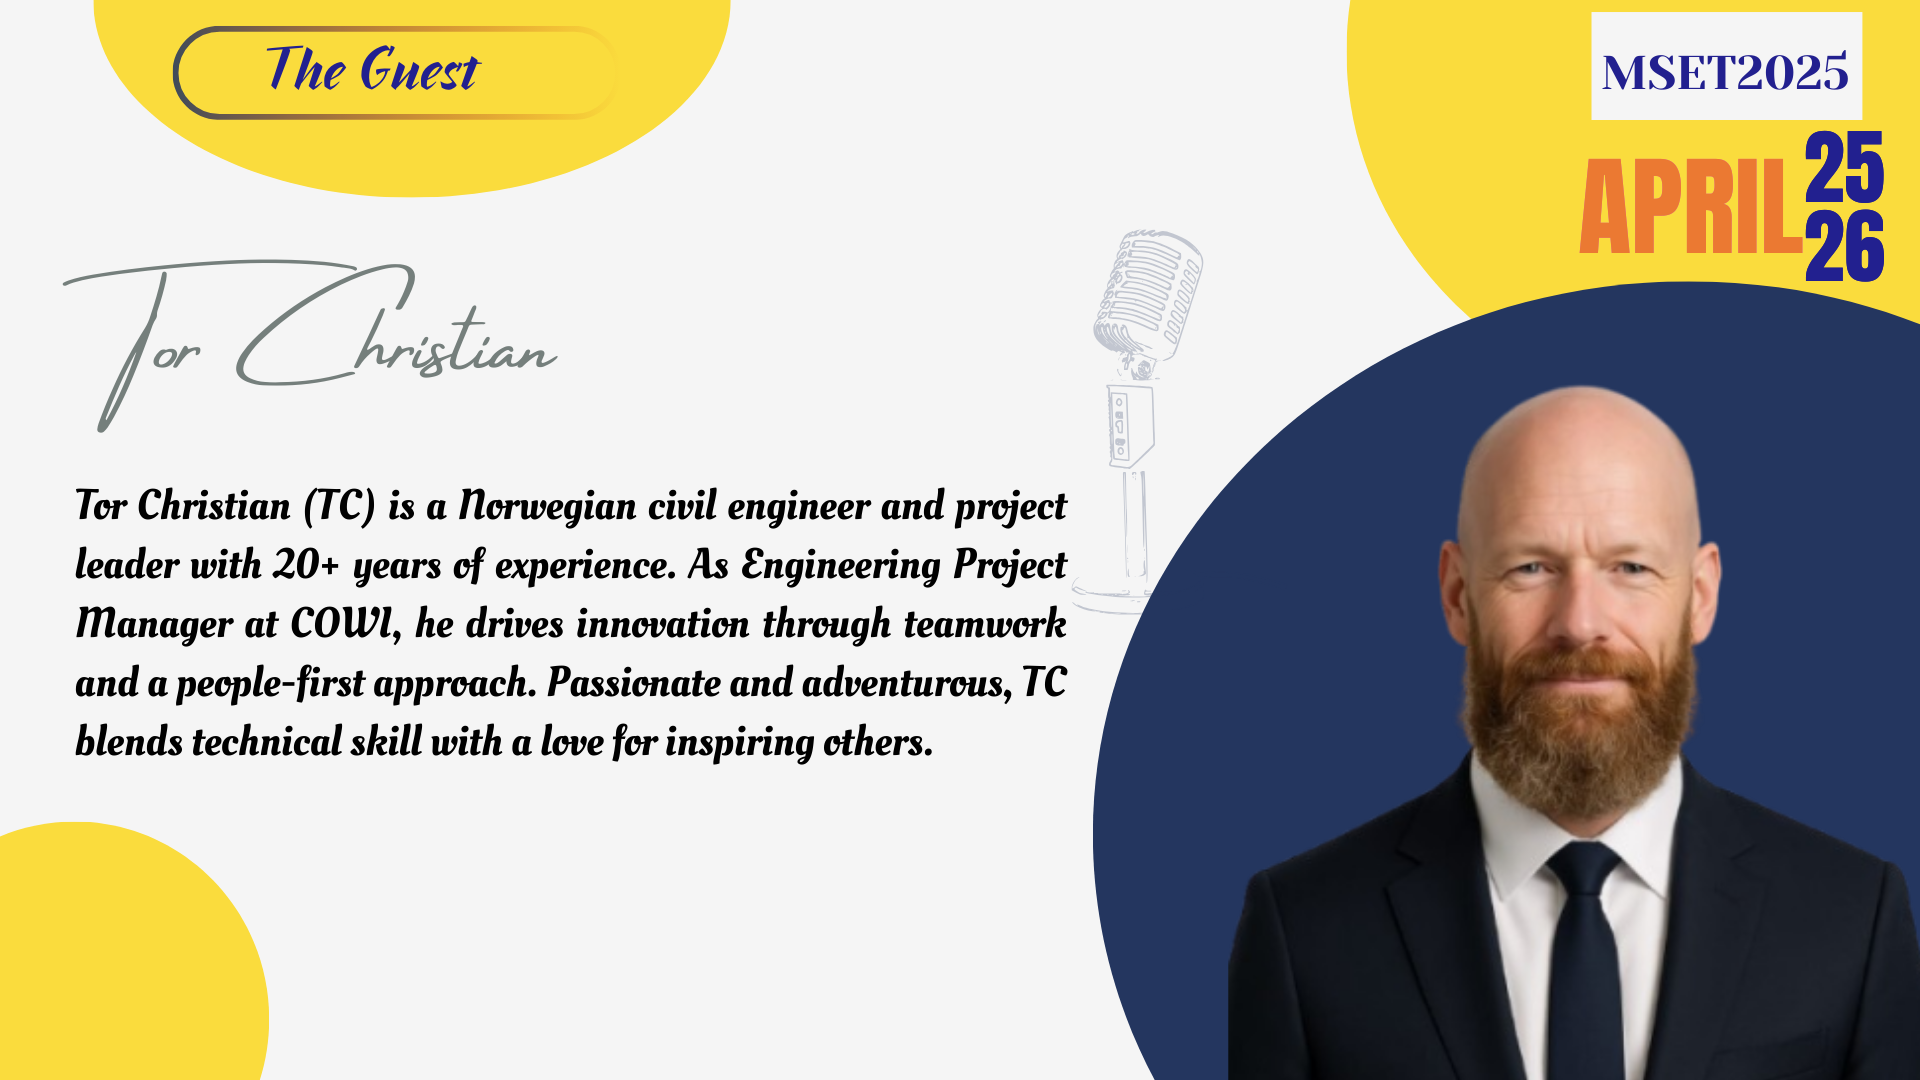 The Guest
MSET2025
APRIL
25
26
Tor Christian
Tor Christian (TC) is a Norwegian civil engineer and project
leader with 20+ years of experience. As Engineering Project
Manager at COWI, he drives innovation through teamwork
and a people-first approach. Passionate and adventurous, TC
blends technical skill with a love for inspiring others.